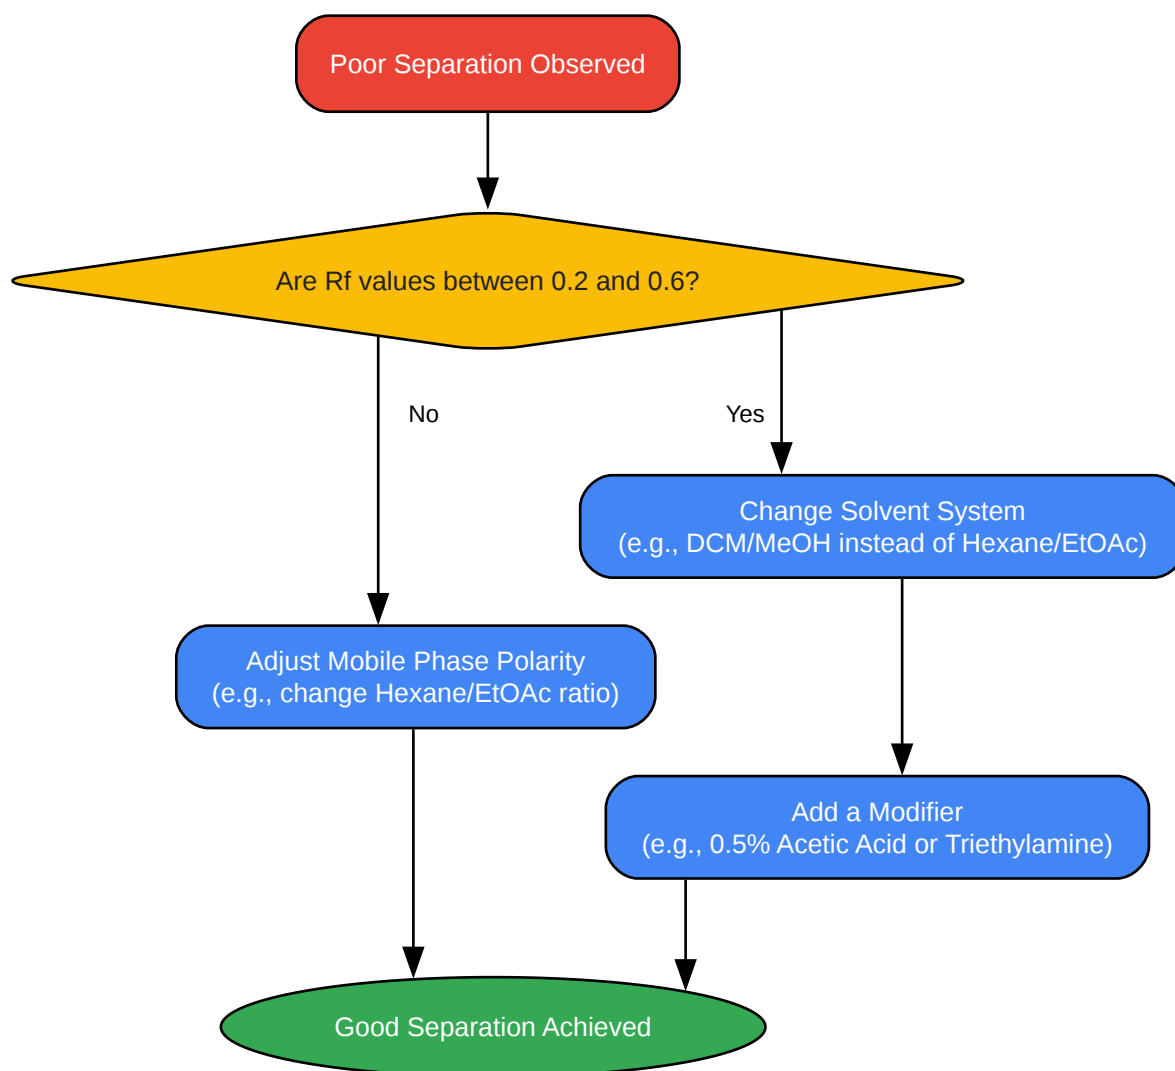 Poor Separation Observed
Are Rf values between 0.2 and 0.6?
No
Yes
Change Solvent System
(e.g., DCM/MeOH instead of Hexane/EtOAc)
Adjust Mobile Phase Polarity
(e.g., change Hexane/EtOAc ratio)
Add a Modifier
(e.g., 0.5% Acetic Acid or Triethylamine)
Good Separation Achieved